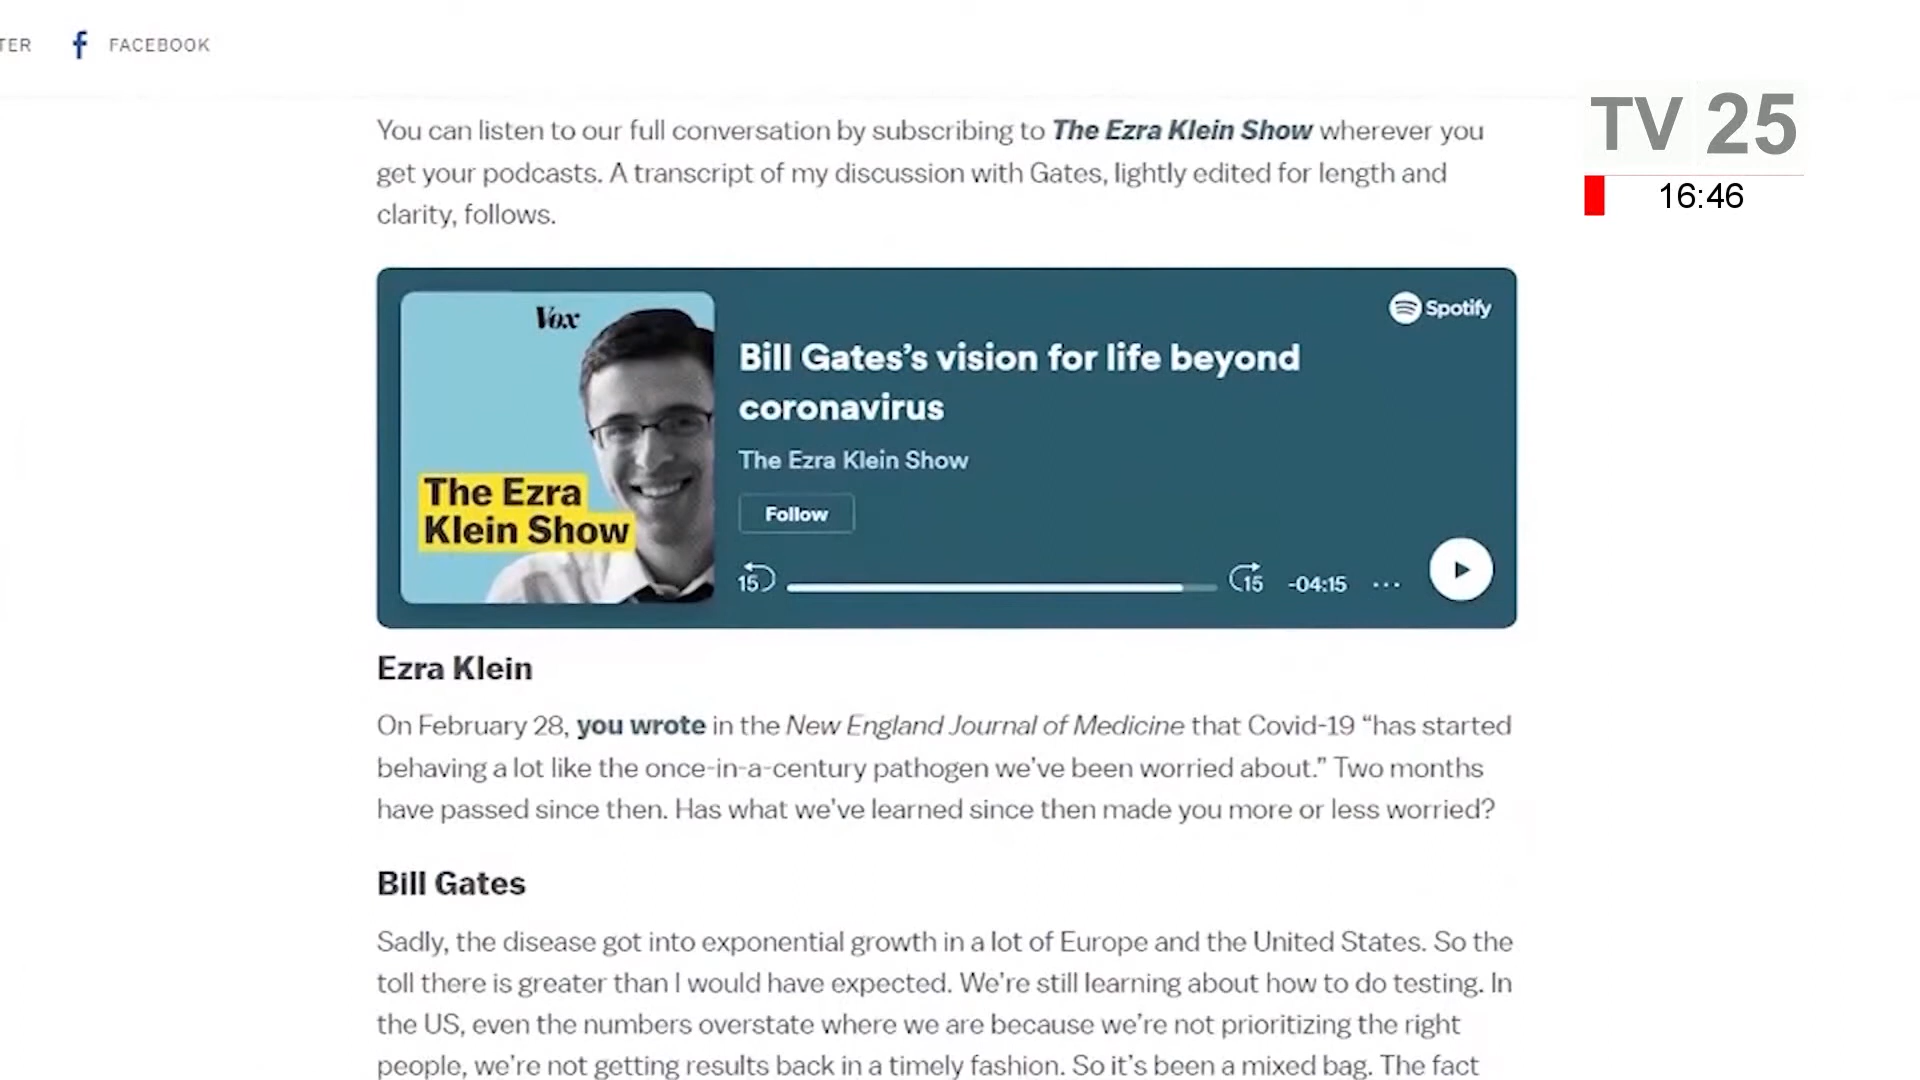 TER FACEBOOK
TV 25
16:46
You can listen to our full conversation by subscribing to The Ezra Klein Show wherever you
get your podcasts. A transcript of my discussion with Gates, lightly edited for length and
clarity, follows.
Vox
The Ezra
Klein Show
Spotify
Bill Gates’s vision for life beyond
coronavirus
The Ezra Klein Show
Follow
15 15 -04:15 ...
Ezra Klein
On February 28, you wrote in the New England Journal of Medicine that Covid-19 “has started
behaving a lot like the once-in-a-century pathogen we’ve been worried about.” Two months
have passed since then. Has what we’ve learned since then made you more or less worried?
Bill Gates
Sadly, the disease got into exponential growth in a lot of Europe and the United States. So the
toll there is greater than I would have expected. We’re still learning about how to do testing. In
the US, even the numbers overstate where we are because we’re not prioritizing the right
people, we’re not getting results back in a timely fashion. So it’s been a mixed bag. The fact